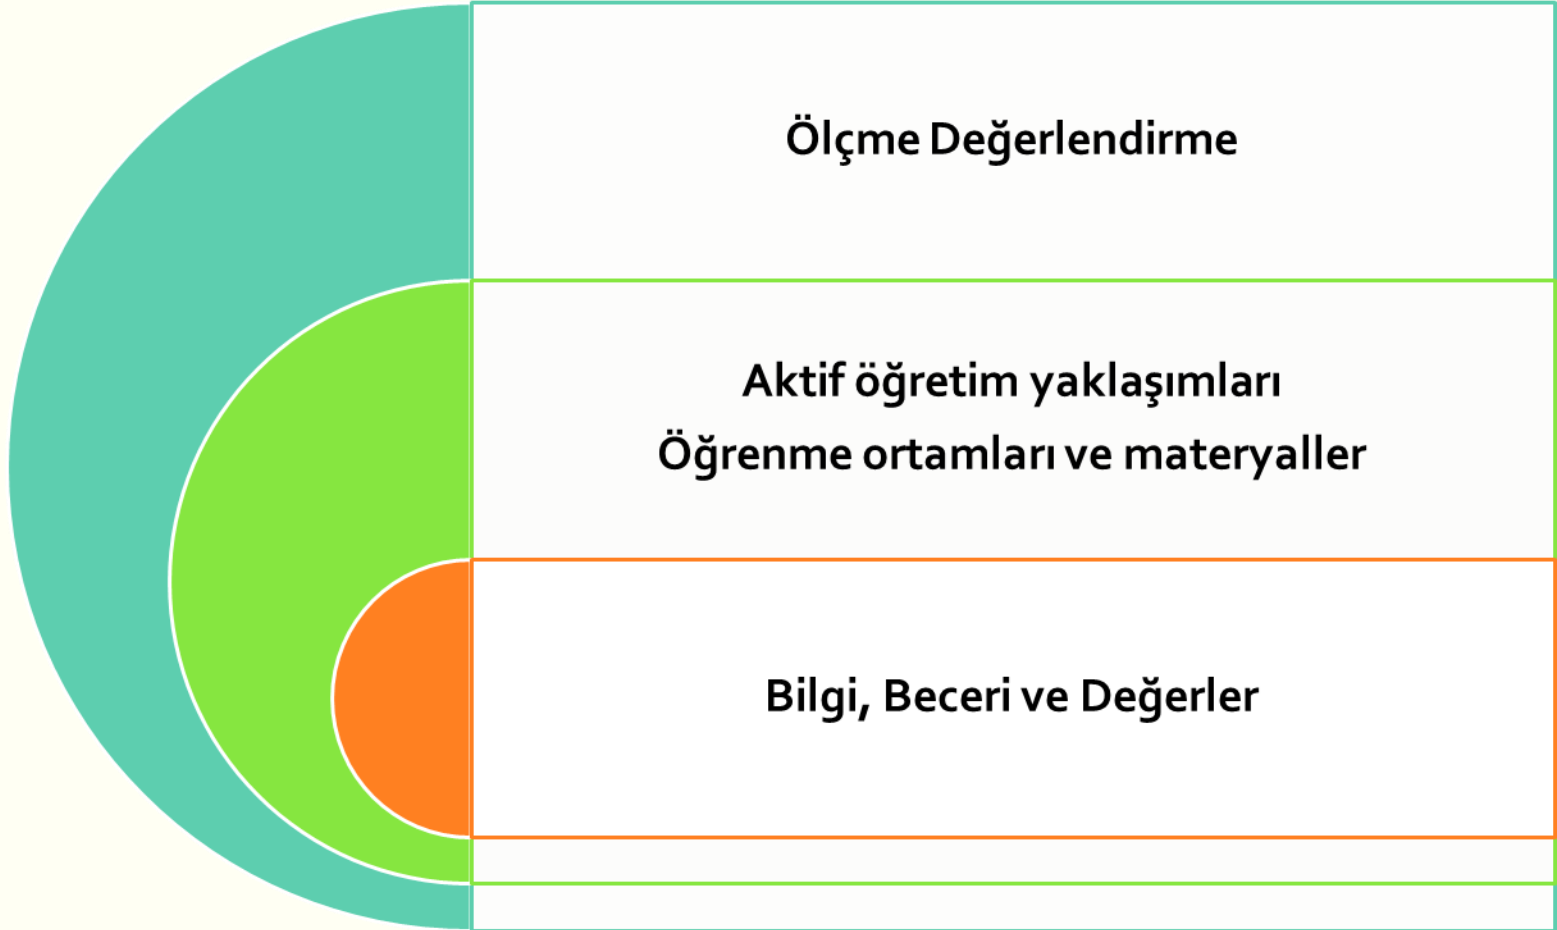 Ölçme Değerlendirme
Aktif öğretim yaklaşımları
Öğrenme ortamları ve materyaller
Bilgi, Beceri ve Değerler